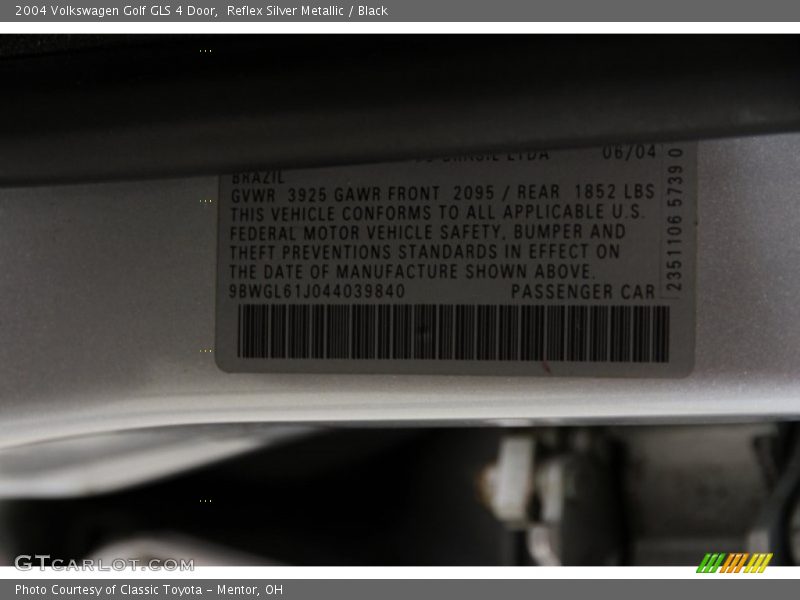 2004 Volkswagen Golf GLS 4 Door,  Reflex Silver Metallic / Black
BRASIL LTDA 06/04
BRAZIL
GVWR 3925 GAWR FRONT 2095 / REAR 1852 LBS
THIS VEHICLE CONFORMS TO ALL APPLICABLE U.S.
FEDERAL MOTOR VEHICLE SAFETY, BUMPER AND
THEFT PREVENTIONS STANDARDS IN EFFECT ON
THE DATE OF MANUFACTURE SHOWN ABOVE.
9BWGL61J044039840 PASSENGER CAR
2351106 5739 0
GTCARLOT.COM
Photo Courtesy of Classic Toyota - Mentor, OH